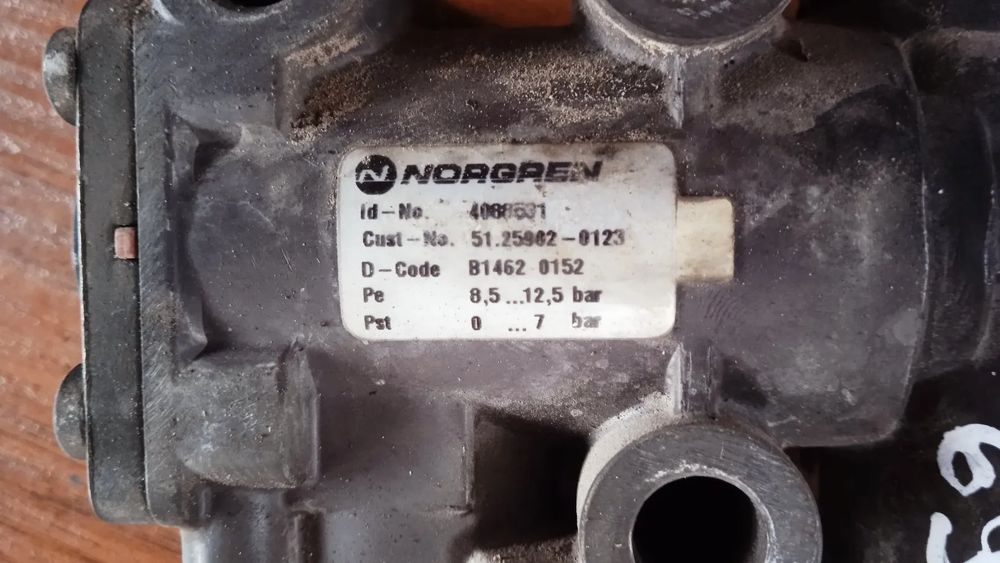 NORGREN
Id-No.
Cust-No. 51.25902-0123
D-Code B1462 0152
Pe 8,5 ...12,5 bar
Pst 0 ... 7 bar